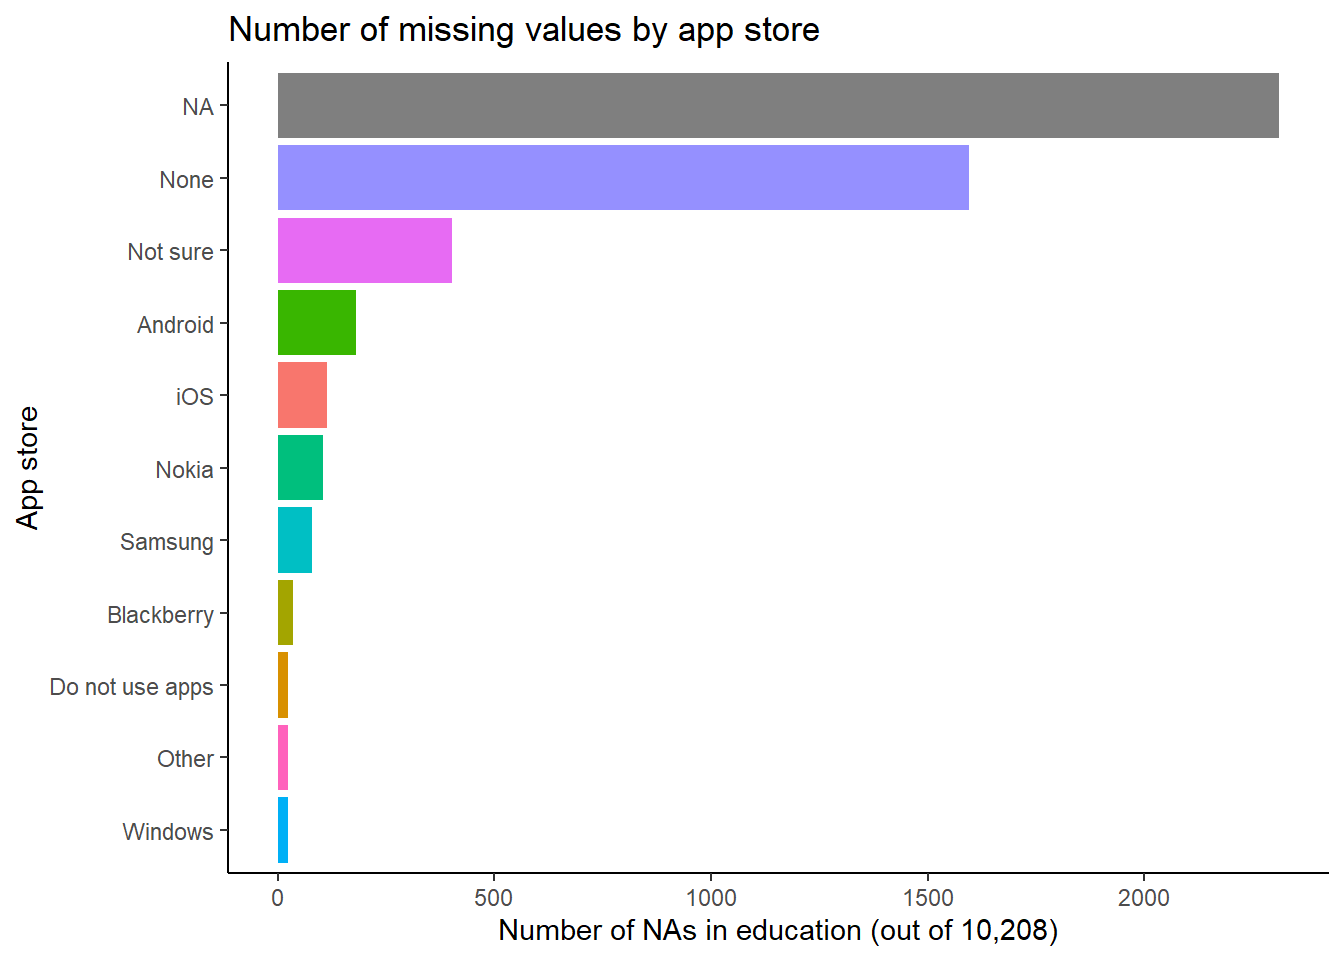 Number of missing values by app store
NA
None
Not sure
Android
iOS
Nokia
Samsung
Blackberry
Do not use apps
Other
Windows
App store
0 500 1000 1500 2000
Number of NAs in education (out of 10,208)